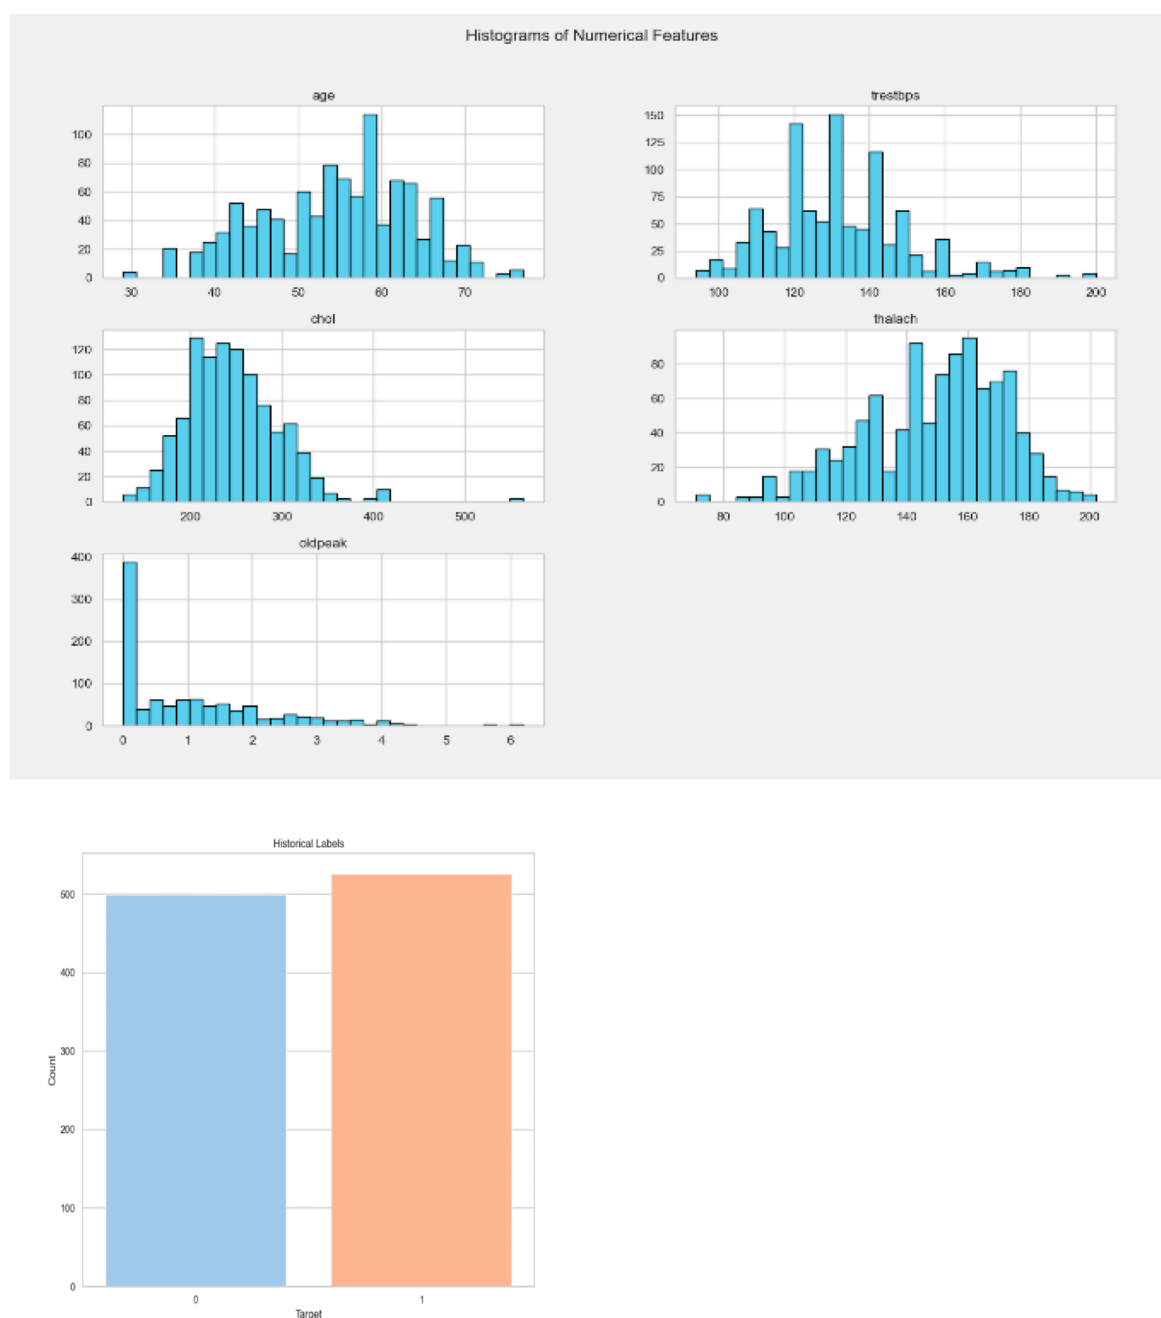 Histograms of Numerical Features
age
trestbps
100
80
60
40
20
0
30 40 50 60 70
150
125
100
75
50
25
0
100 120 140 160 180 200
chol
thalach
120
100
80
60
40
20
0
200 300 400 500
80
60
40
20
0
80 100 120 140 160 180 200
oldpeak
400
300
200
100
0
0 1 2 3 4 5 6
Historical Labels
500
400
300
200
100
0
Count
0 1
Target